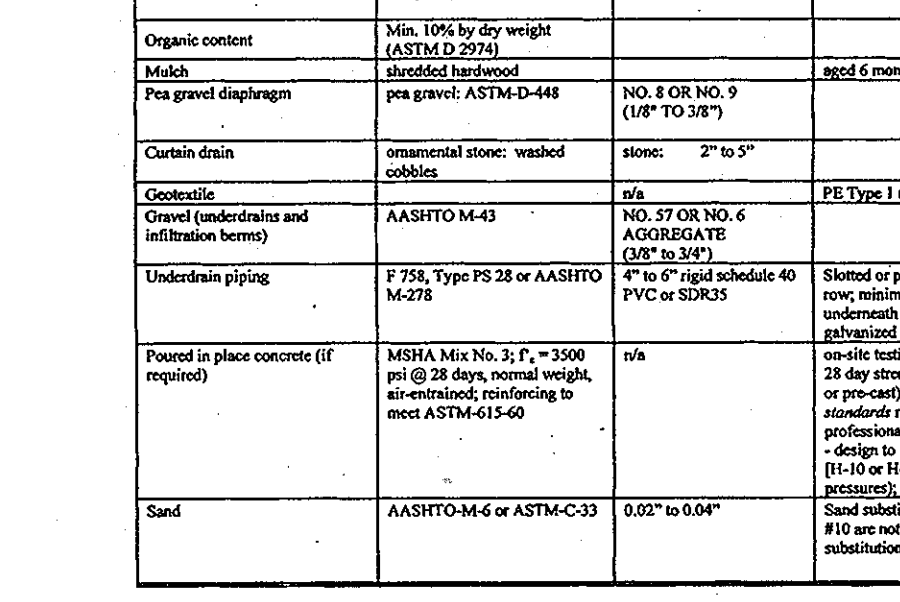 Organic content
Min. 10% by dry weight
(ASTM D 2974)
Mulch
shredded hardwood
aged 6 mon
Pea gravel diaphragm
pea gravel: ASTM-D-448
NO. 8 OR NO. 9
(1/8" TO 3/8")
Curtain drain
ornamental stone: washed
cobbles
stone: 2" to 5"
Geotextile
n/a
PE Type 1
Gravel (underdrains and
infiltration berms)
AASHTO M-43
NO. 57 OR NO. 6
AGGREGATE
(3/8" to 3/4")
Underdrain piping
F 758, Type PS 28 or AASHTO
M-278
4" to 6" rigid schedule 40
PVC or SDR35
Slotted or p
row; minim
underneath
galvanized
Poured in place concrete (if
required)
MSHA Mix No. 3; f'c = 3500
psi @ 28 days, normal weight,
air-entrained; reinforcing to
meet ASTM-615-60
n/a
on-site testi
28 day stre
or pre-cast)
standards r
professiona
- design to
[H-10 or H-
pressures);
Sand
AASHTO-M-6 or ASTM-C-33
0.02" to 0.04"
Sand substi
#10 are not
substitution